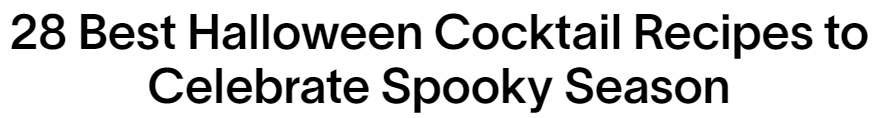 28 Best Halloween Cocktail Recipes to
Celebrate Spooky Season